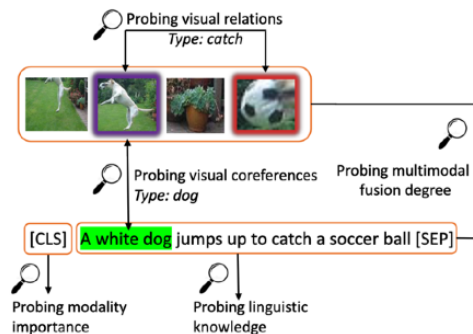 Probing visual relations
Type: catch
Probing visual coreferences
Type: dog
Probing multimodal
fusion degree
[CLS] A white dog jumps up to catch a soccer ball [SEP]
Probing modality
importance
Probing linguistic
knowledge